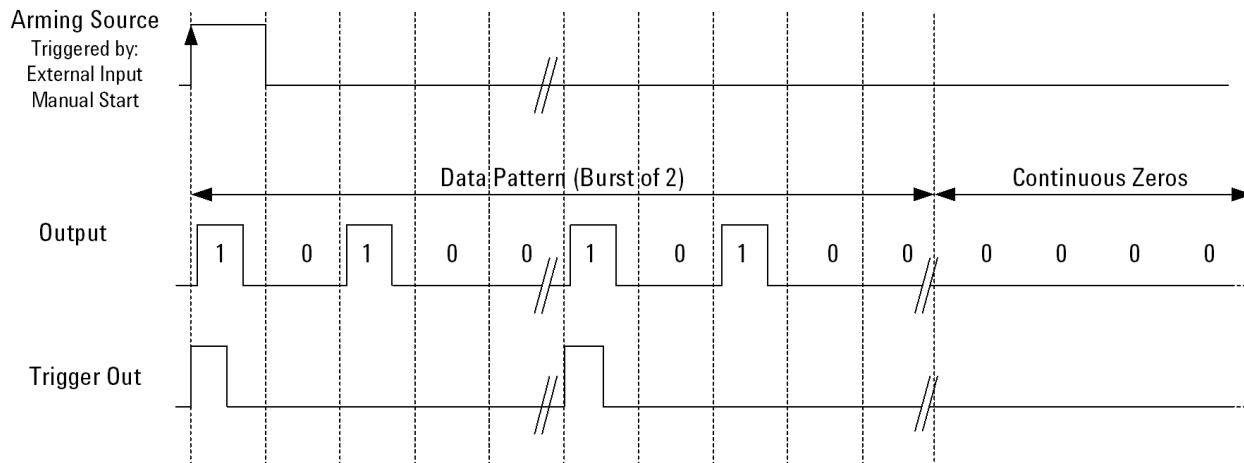 Arming Source
Triggered by:
External Input
Manual Start
Data Pattern (Burst of 2)
Continuous Zeros
Output
1 0 1 0 0 1 0 1 0 0 0 0 0 0
Trigger Out